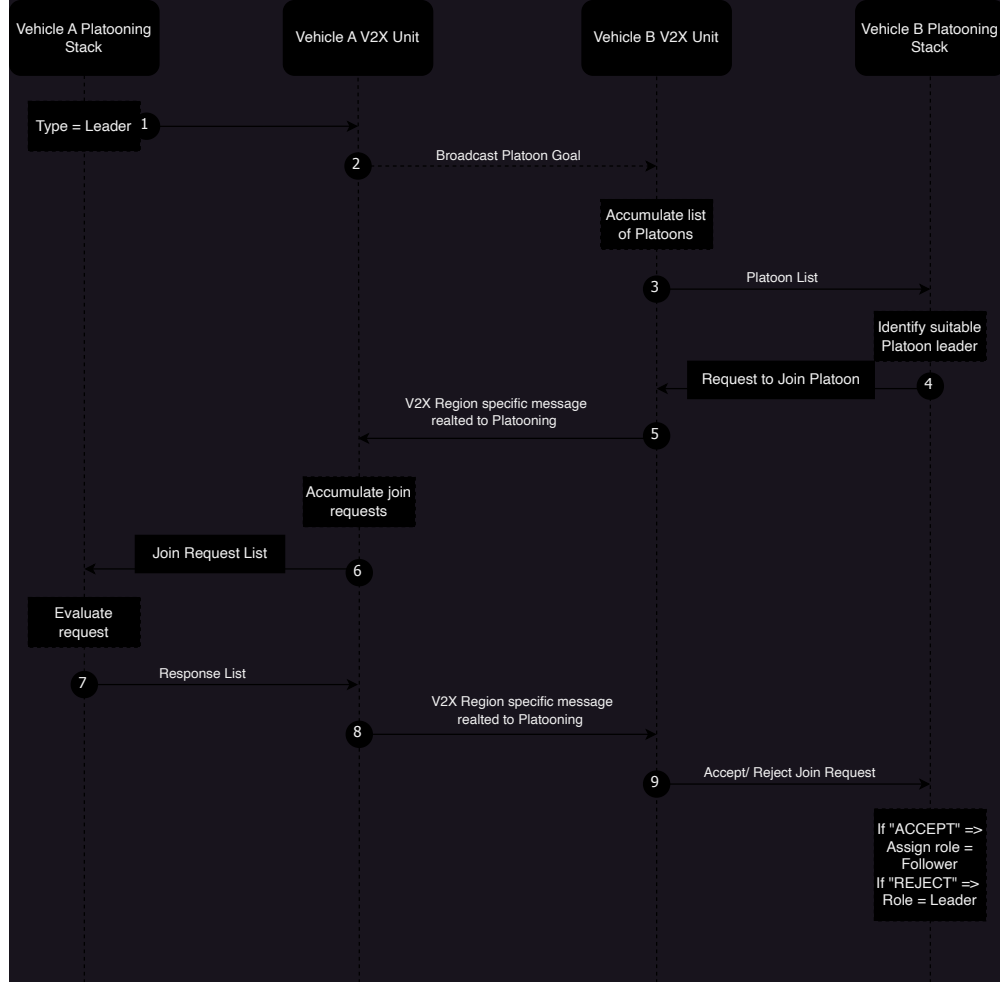 Vehicle A Platooning
Stack
Vehicle A V2X Unit
Vehicle B V2X Unit
Vehicle B Platooning
Stack
Type = Leader
1
2
Broadcast Platoon Goal
Accumulate list
of Platoons
3
Platoon List
Identify suitable
Platoon leader
Request to Join Platoon
4
V2X Region specific message
realted to Platooning
5
Accumulate join
requests
Join Request List
6
Evaluate
request
7
Response List
8
V2X Region specific message
realted to Platooning
9
Accept/ Reject Join Request
If "ACCEPT" =>
Assign role =
Follower
If "REJECT" =>
Role = Leader